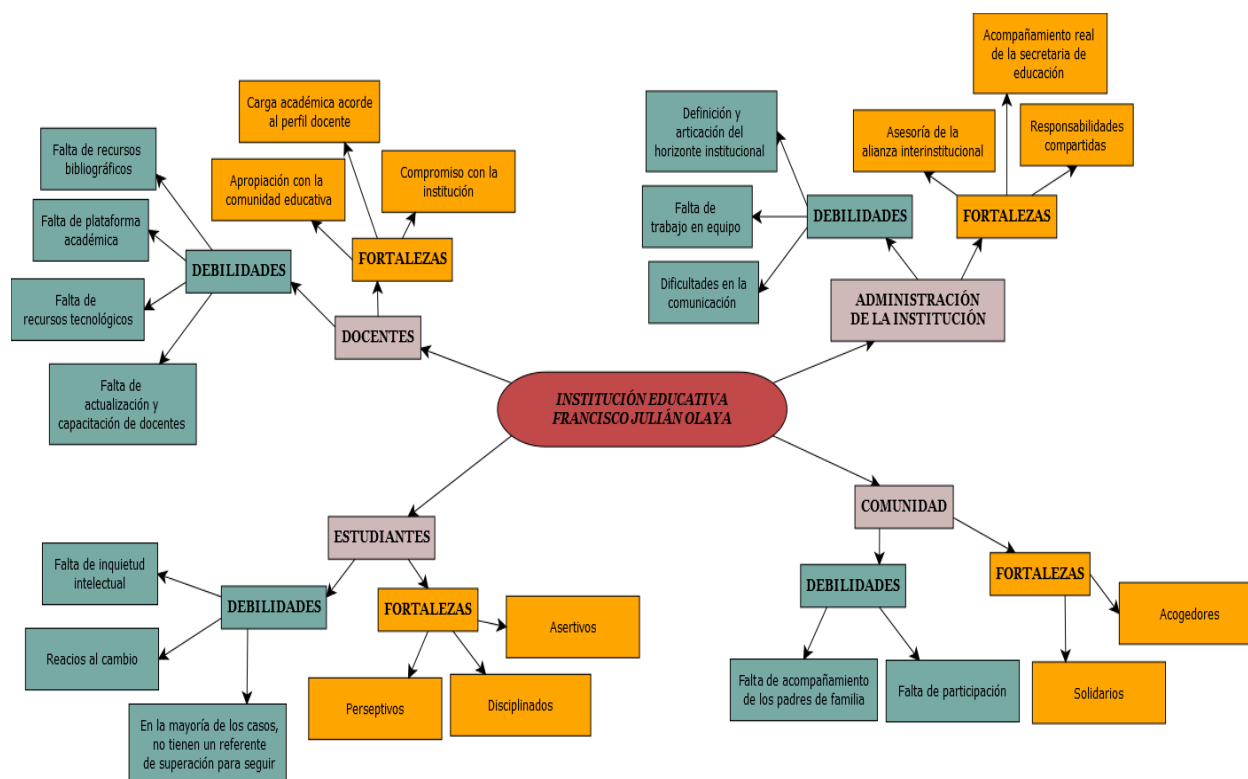 Acompañamiento real
de la secretaria de
educación
Carga académica acorde
al perfil docente
Definición y
articación del
horizonte institucional
Asesoría de la
alianza interinstitucional
Responsabilidades
compartidas
Falta de recursos
bibliográficos
Apropiación con la
comunidad educativa
Compromiso con la
institución
Falta de plataforma
académica
Falta de
trabajo en equipo
DEBILIDADES
FORTALEZAS
DEBILIDADES
FORTALEZAS
Falta de
recursos tecnológicos
Dificultades en la
comunicación
DOCENTES
ADMINISTRACIÓN
DE LA INSTITUCIÓN
Falta de
actualización y
capacitación de docentes
INSTITUCIÓN EDUCATIVA
FRANCISCO JULIÁN OLAYA
ESTUDIANTES
COMUNIDAD
Falta de inquietud
intelectual
DEBILIDADES
FORTALEZAS
DEBILIDADES
FORTALEZAS
Asertivos
Acogedores
Reacios al cambio
Perseptivos
Disciplinados
Falta de acompañamiento
de los padres de familia
Falta de participación
Solidarios
En la mayoría de los casos,
no tienen un referente
de superación para seguir